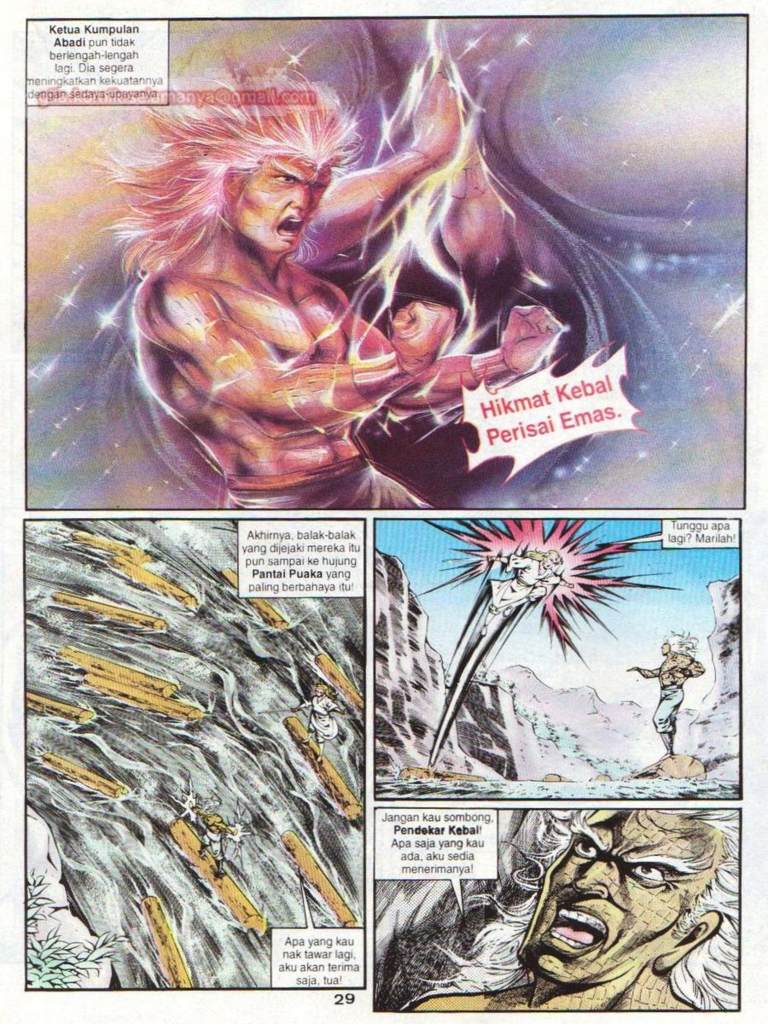 Ketua Kumpulan
Abadi pun tidak
berlengah-lengah
lagi. Dia segera
meningkatkan kekuatannya
dengan sedaya-upayanya.
Hikmat Kebal
Perisai Emas.
Akhirnya, balak-balak
yang dijejaki mereka itu
pun sampai ke hujung
Pantai Puaka yang
paling berbahaya itu!
Apa yang kau
nak tawar lagi,
aku akan terima
saja, tua!
Tunggu apa
lagi? Marilah!
Jangan kau sombong,
Pendekar Kebal!
Apa saja yang kau
ada, aku sedia
menerimanya!
29